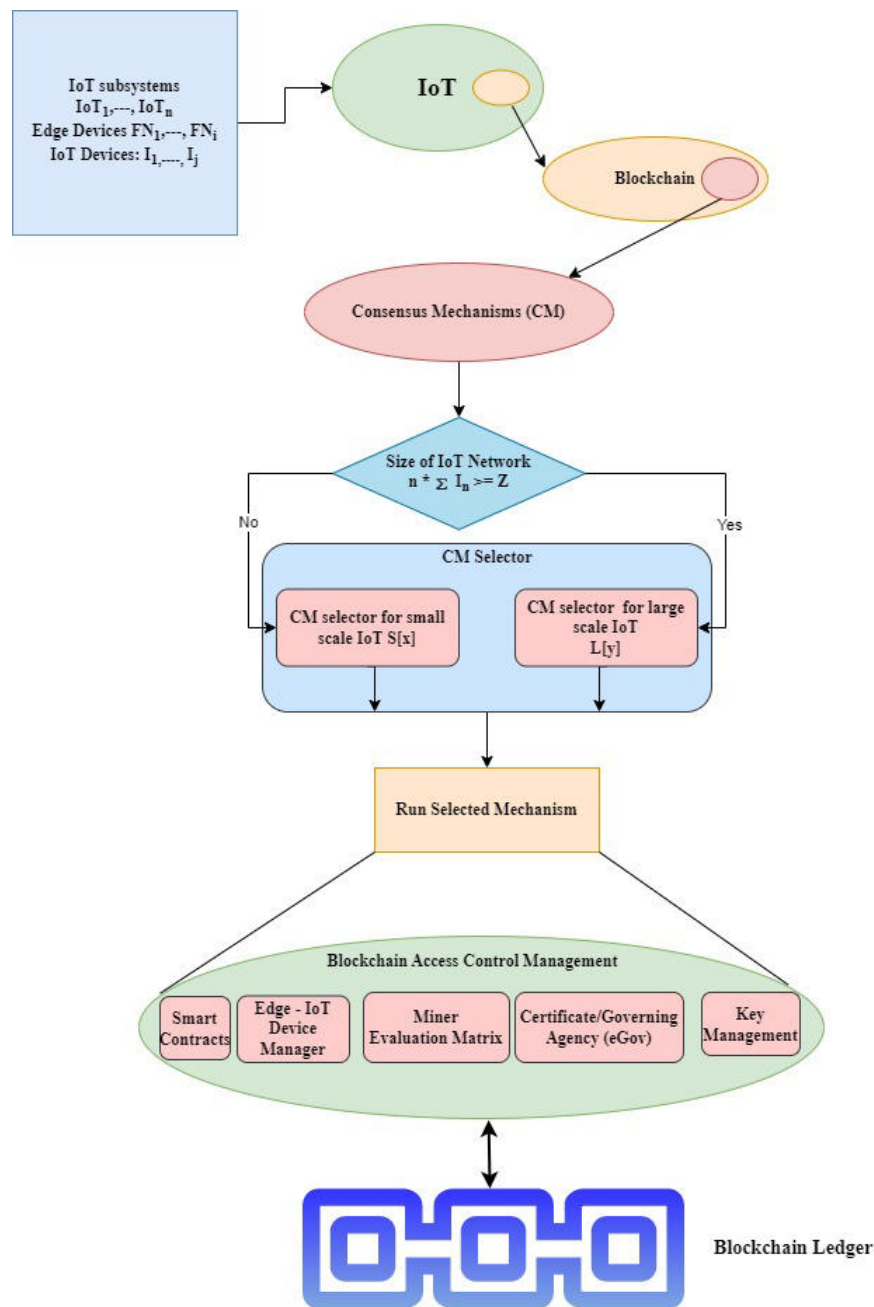 IoT subsystems
IoT1,---, IoTn
Edge Devices FN1,---, FNi
IoT Devices: I1,----, Ij
IoT
Blockchain
Consensus Mechanisms (CM)
Size of IoT Network
n * Σ In >= Z
No
Yes
CM Selector
CM selector for small
scale IoT S[x]
CM selector for large
scale IoT
L[y]
Run Selected Mechanism
Blockchain Access Control Management
Smart
Contracts
Edge - IoT
Device
Manager
Miner
Evaluation Matrix
Certificate/Governing
Agency (eGov)
Key
Management
Blockchain Ledger